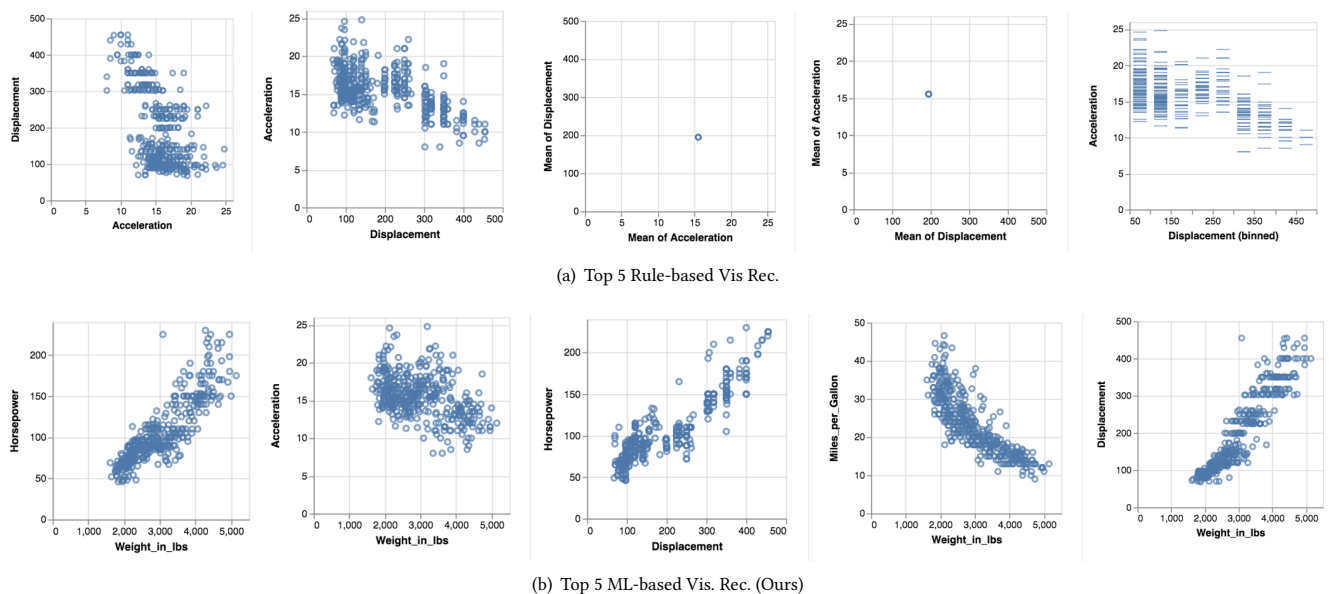 500
400
300
200
100
0
Displacement
0 5 10 15 20 25
Acceleration
25
20
15
10
5
0
Acceleration
0 100 200 300 400 500
Displacement
500
400
300
200
100
0
Mean of Displacement
0 5 10 15 20 25
Mean of Acceleration
25
20
15
10
5
0
Mean of Acceleration
0 100 200 300 400 500
Mean of Displacement
25
20
15
10
5
0
Acceleration
50 150 250 350 450
Displacement (binned)
(a) Top 5 Rule-based Vis Rec.
200
150
100
50
0
Horsepower
0 1,000 2,000 3,000 4,000 5,000
Weight_in_lbs
25
20
15
10
5
0
Acceleration
0 1,000 2,000 3,000 4,000 5,000
Weight_in_lbs
200
150
100
50
0
Horsepower
0 100 200 300 400 500
Displacement
50
40
30
20
10
0
Miles_per_Gallon
0 1,000 2,000 3,000 4,000 5,000
Weight_in_lbs
500
400
300
200
100
0
Displacement
0 1,000 2,000 3,000 4,000 5,000
Weight_in_lbs
(b) Top 5 ML-based Vis. Rec. (Ours)